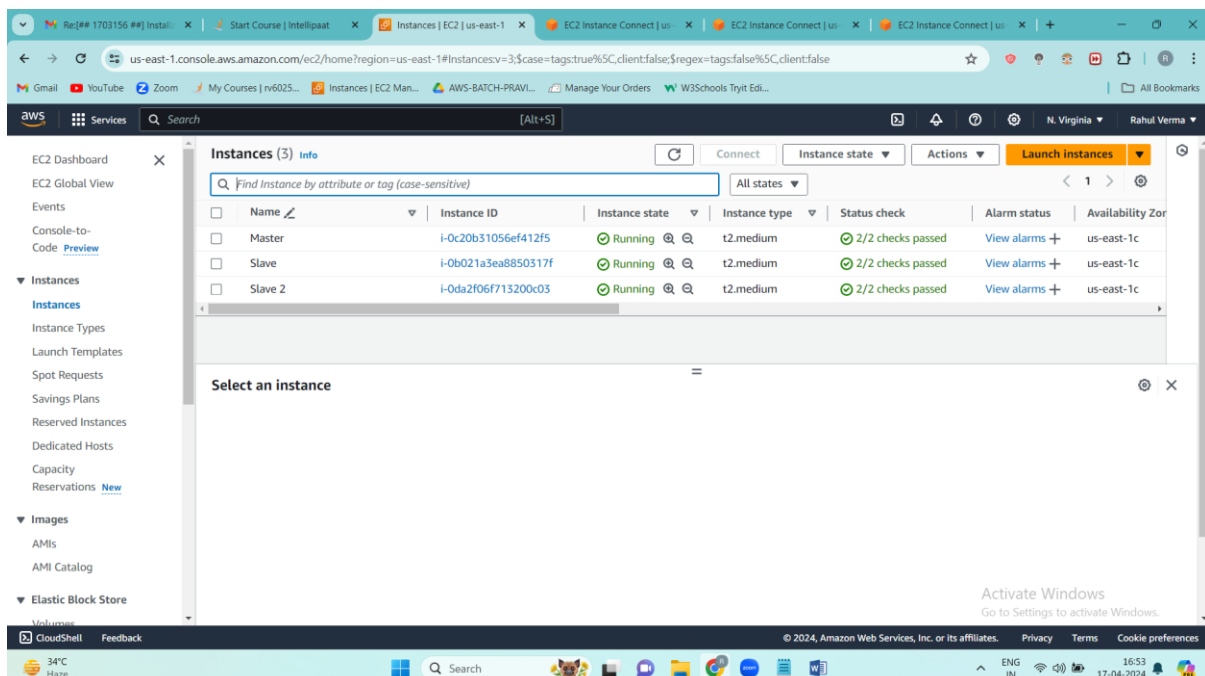 Re:[## 1703156 ##] Install
Start Course | Intellipaat
Instances | EC2 | us-east-1
EC2 Instance Connect | us-
EC2 Instance Connect | us-
EC2 Instance Connect | us
us-east-1.console.aws.amazon.com/ec2/home?region=us-east-1#Instances:v=3;$case=tags:true%5C,client:false;$regex=tags:false%5C,client:false
R
Gmail
YouTube
Zoom
My Courses | rv6025...
Instances | EC2 Man...
AWS-BATCH-PRAVI...
Manage Your Orders
W3Schools Tryit Edi...
All Bookmarks
aws
Services
Search
[Alt+S]
N. Virginia
Rahul Verma
EC2 Dashboard
EC2 Global View
Events
Console-to-
Code Preview
Instances
Instances
Instance Types
Launch Templates
Spot Requests
Savings Plans
Reserved Instances
Dedicated Hosts
Capacity
Reservations New
Images
AMIs
AMI Catalog
Elastic Block Store
Volumes
Instances (3) Info
Connect
Instance state
Actions
Launch instances
Find Instance by attribute or tag (case-sensitive)
All states
1
Name Instance ID Instance state Instance type Status check Alarm status Availability Zor
Master i-0c20b31056ef412f5 Running t2.medium 2/2 checks passed View alarms + us-east-1c
Slave i-0b021a3ea8850317f Running t2.medium 2/2 checks passed View alarms + us-east-1c
Slave 2 i-0da2f06f713200c03 Running t2.medium 2/2 checks passed View alarms + us-east-1c
Select an instance
Activate Windows
Go to Settings to activate Windows.
CloudShell
Feedback
© 2024, Amazon Web Services, Inc. or its affiliates.
Privacy
Terms
Cookie preferences
34°C
Haze
Search
ENG
IN
16:53
17-04-2024